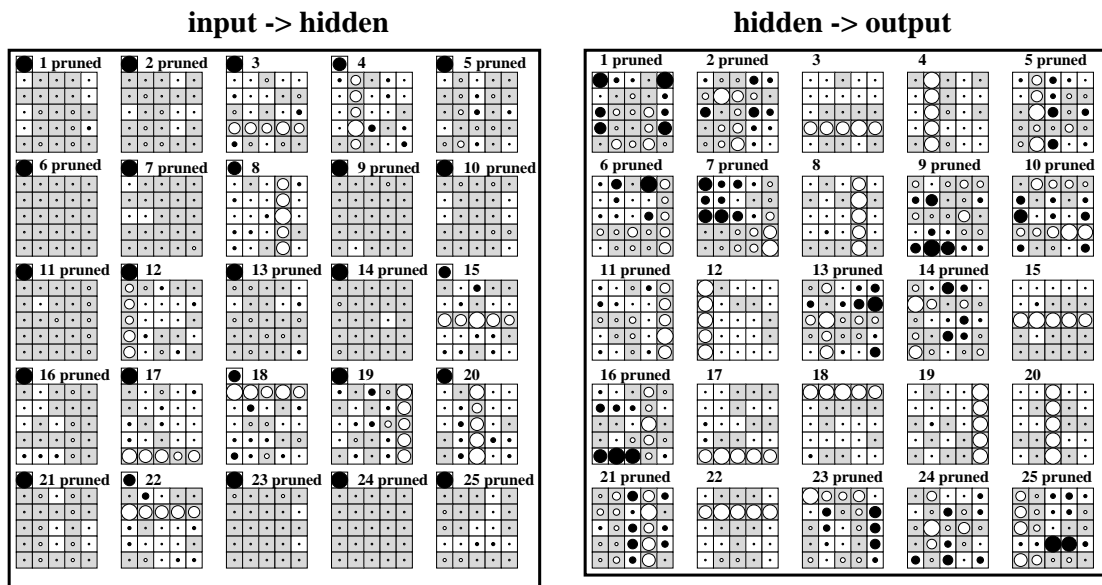 input -> hidden hidden -> output
1 pruned 2 pruned 3 4 5 pruned 1 pruned 2 pruned 3 4 5 pruned
6 pruned 7 pruned 8 9 pruned 10 pruned 6 pruned 7 pruned 8 9 pruned 10 pruned
11 pruned 12 13 pruned 14 pruned 15 11 pruned 12 13 pruned 14 pruned 15
16 pruned 17 18 19 20 16 pruned 17 18 19 20
21 pruned 22 23 pruned 24 pruned 25 pruned 21 pruned 22 23 pruned 24 pruned 25 pruned